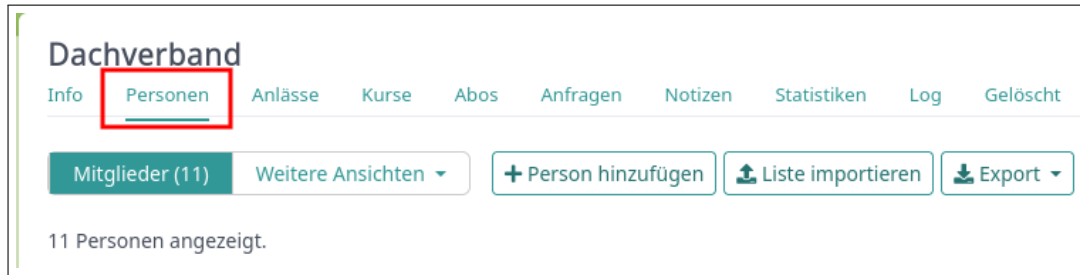 Dachverband
Info Personen Anlässe Kurse Abos Anfragen Notizen Statistiken Log Gelöscht
Mitglieder (11) Weitere Ansichten Person hinzufügen Liste importieren Export
11 Personen angezeigt.